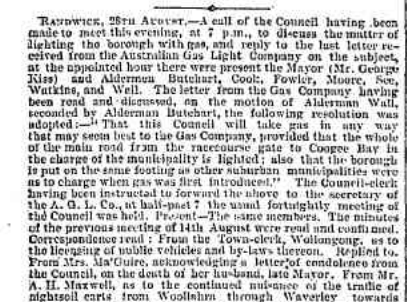 RANDWICK, 28TH AUGUST.—A call of the Council having been
made to meet this evening, at 7 p.m., to discuss the matter of
lighting the borough with gas, and reply to the last letter re-
ceived from the Australian Gas Light Company on the subject,
at the appointed hour there were present the Mayor (Mr. George
Kiss) and Aldermen Butchart, Cook, Fowler, Moore, See,
Watkins, and Well. The letter from the Gas Company having
been read and discussed, on the motion of Alderman Wall,
seconded by Alderman Butchart, the following resolution was
adopted:—"That this Council will take gas in any way
that may seem best to the Gas Company, provided that the whole
of the main road from the racecourse gate to Coogee Bay in
the charge of the municipality is lighted; also that the borough
is put on the same footing as other suburban municipalities were
as to charge when gas was first introduced." The Council-clerk
having been instructed to forward the above to the secretary of
the A. G. L. Co., at half-past 7 the usual fortnightly meeting of
the Council was held. Present—The same members. The minutes
of the previous meeting of 14th August were read and confirmed.
Correspondence read: From the Town-clerk, Wollongong, as to
the licensing of public vehicles and by-laws thereon. Replied to.
From Mrs. Ma'Guire, acknowledging a letter of condolence from
the Council, on the death of her husband, late Mayor. From Mr.
A. H. Maxwell, as to the continued nuisance of the traffic of
nightsoil carts from Woollahra through Waverley towards